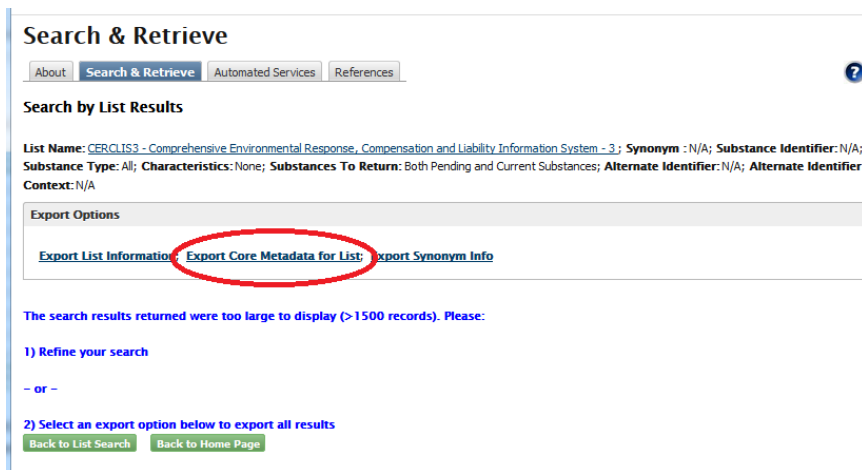 Search & Retrieve
About Search & Retrieve Automated Services References ?
Search by List Results
List Name: CERCLIS3 - Comprehensive Environmental Response, Compensation and Liability Information System - 3 ; Synonym : N/A; Substance Identifier: N/A;
Substance Type: All; Characteristics: None; Substances To Return: Both Pending and Current Substances; Alternate Identifier: N/A; Alternate Identifier
Context: N/A
Export Options
Export List Information; Export Core Metadata for List; Export Synonym Info
The search results returned were too large to display (>1500 records). Please:
1) Refine your search
– or –
2) Select an export option below to export all results
Back to List Search Back to Home Page